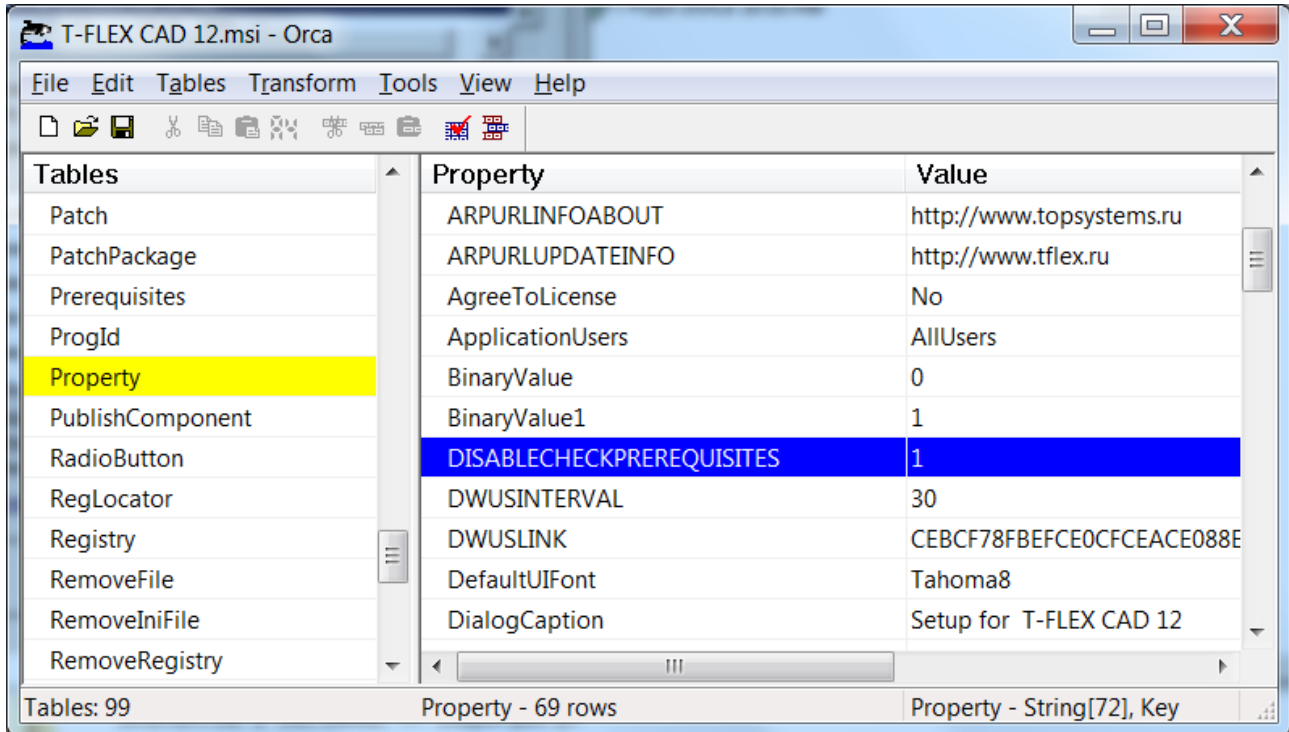 T-FLEX CAD 12.msi - Orca
File Edit Tables Transform Tools View Help
Tables Property Value
Patch ARPURLINFOABOUT http://www.topsystems.ru
PatchPackage ARPURLUPDATEINFO http://www.tflex.ru
Prerequisites AgreeToLicense No
ProgId ApplicationUsers AllUsers
Property BinaryValue 0
PublishComponent BinaryValue1 1
RadioButton DISABLECHECKPREREQUISITES 1
RegLocator DWUSINTERVAL 30
Registry DWUSLINK CEBCF78FBEFCE0CFCEACE088E
RemoveFile DefaultUIFont Tahoma8
RemoveIniFile DialogCaption Setup for T-FLEX CAD 12
RemoveRegistry
Tables: 99 Property - 69 rows Property - String[72], Key